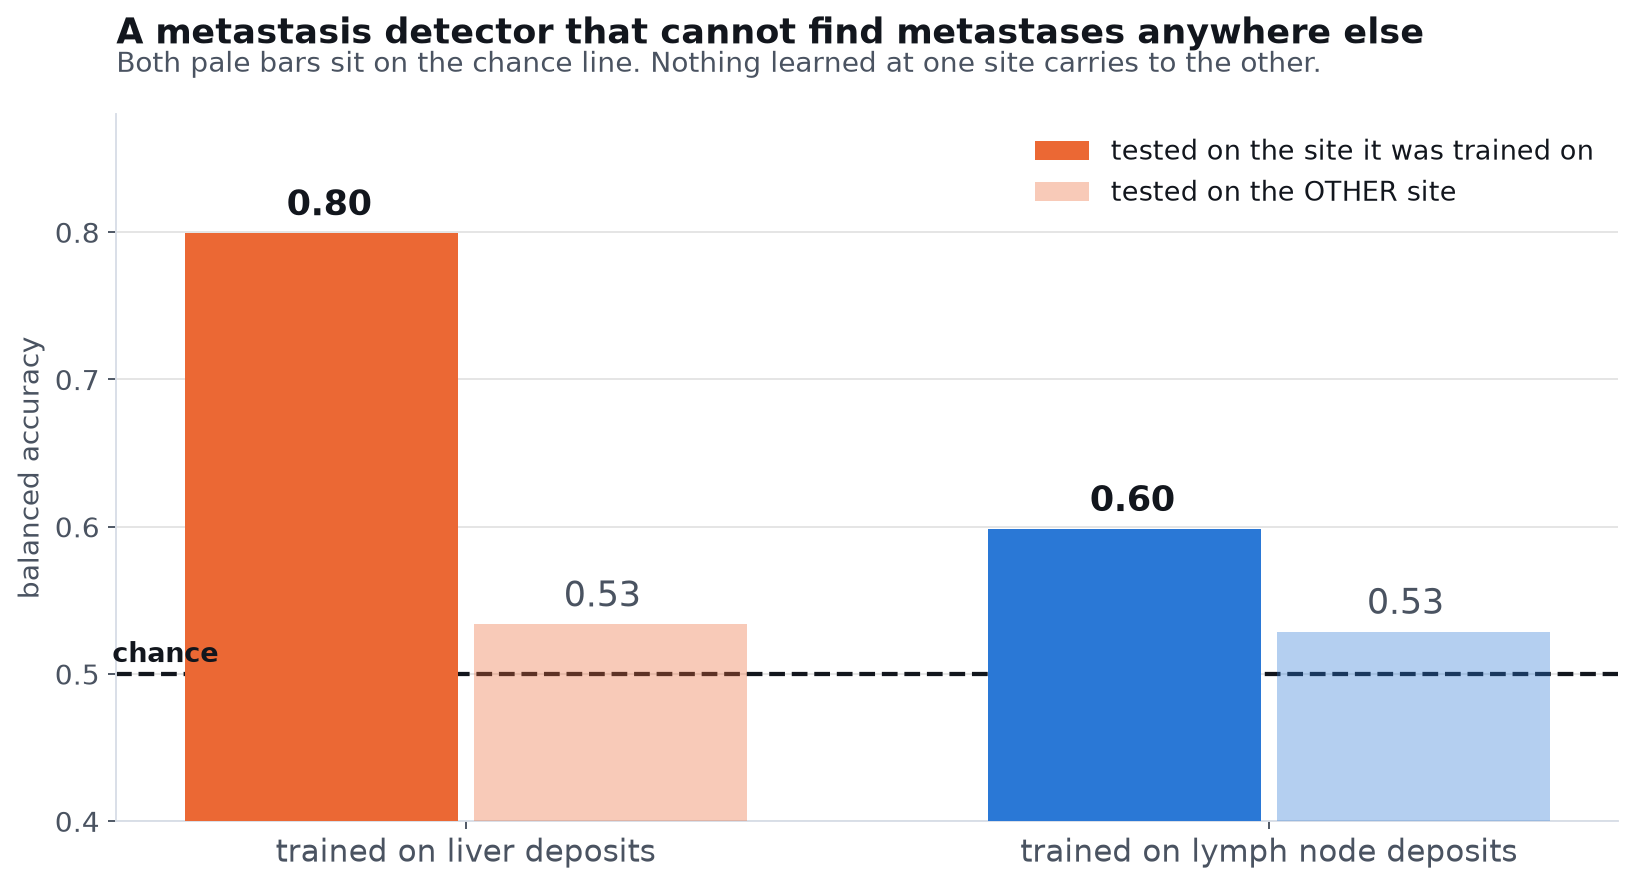 A metastasis detector that cannot find metastases anywhere else
Both pale bars sit on the chance line. Nothing learned at one site carries to the other.
tested on the site it was trained on
tested on the OTHER site
balanced accuracy
0.8
0.7
0.6
0.5
0.4
chance
0.80
0.53
0.60
0.53
trained on liver deposits
trained on lymph node deposits